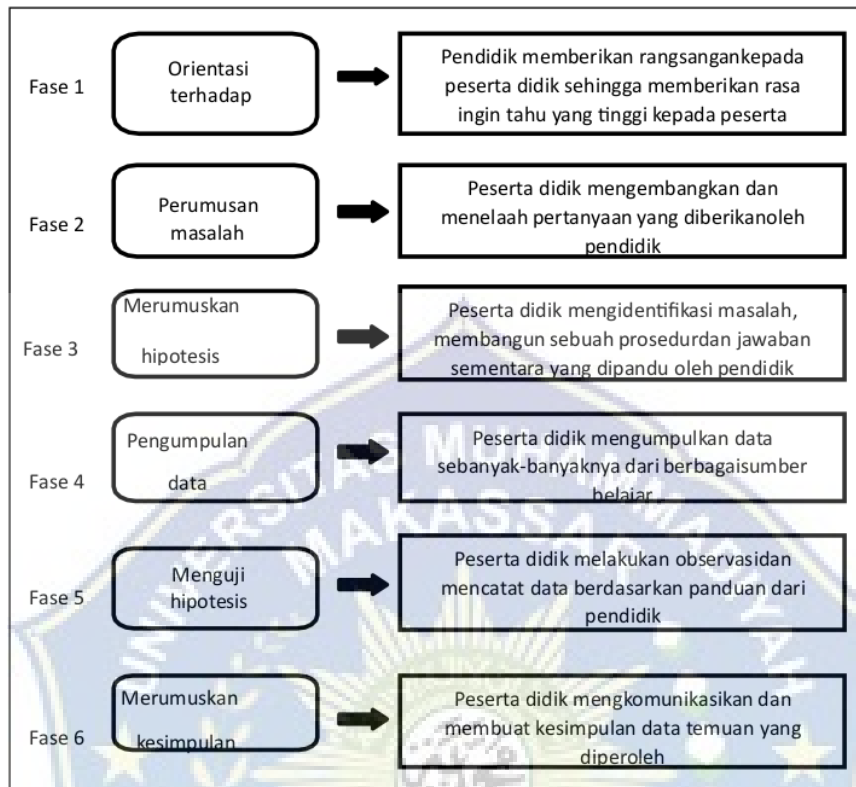 Fase 1
Orientasi
terhadap
Pendidik memberikan rangsangankepada
peserta didik sehingga memberikan rasa
ingin tahu yang tinggi kepada peserta
Fase 2
Perumusan
masalah
Peserta didik mengembangkan dan
menelaah pertanyaan yang diberikanoleh
pendidik
Fase 3
Merumuskan
hipotesis
Peserta didik mengidentifikasi masalah,
membangun sebuah prosedurdan jawaban
sementara yang dipandu oleh pendidik
Fase 4
Pengumpulan
data
Peserta didik mengumpulkan data
sebanyak-banyaknya dari berbagaisumber
belajar
Fase 5
Menguji
hipotesis
Peserta didik melakukan observasidan
mencatat data berdasarkan panduan dari
pendidik
Fase 6
Merumuskan
kesimpulan
Peserta didik mengkomunikasikan dan
membuat kesimpulan data temuan yang
diperoleh
UNIVERSITAS MUHAMMADIYAH
MAKASSAR